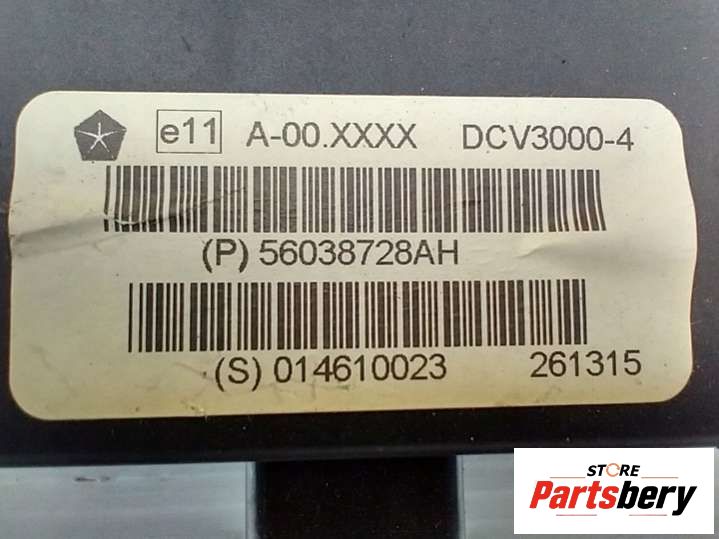 e11 A-00.XXXX DCV3000-4
(P) 56038728AH
(S) 014610023 261315
STORE
Partsbery